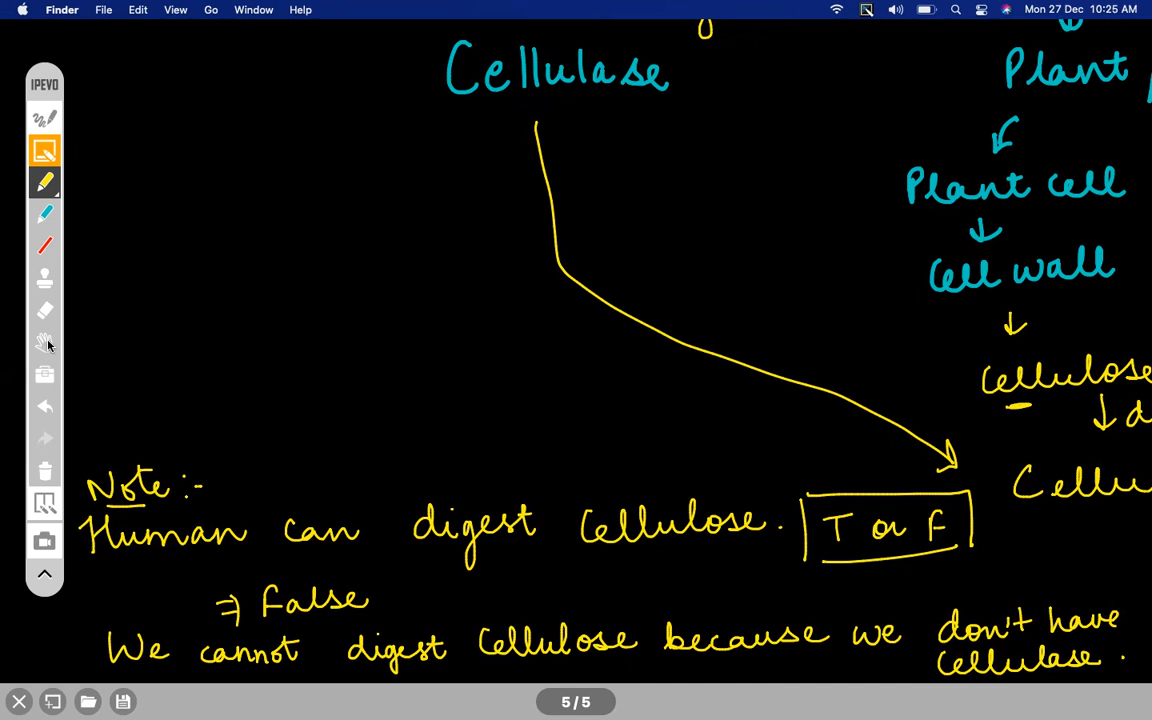 Finder File Edit View Go Window Help Mon 27 Dec 10:25 AM
IPEVO
Cellulase
Plant
Plant cell
Cell wall
Cellulose
d
Cellu
Note :-
Human can digest Cellulose. T or F
⇒ False
We cannot digest Cellulose because we don't have
Cellulase.
5/5